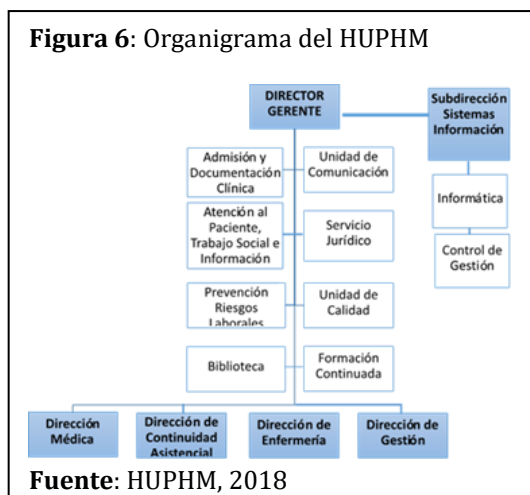 Figura 6: Organigrama del HUPHM
DIRECTOR
GERENTE
Subdirección
Sistemas
Información
Admisión y
Documentación
Clínica
Unidad de
Comunicación
Informática
Atención al
Paciente,
Trabajo Social e
Información
Servicio
Jurídico
Control de
Gestión
Prevención
Riesgos
Laborales
Unidad de
Calidad
Biblioteca
Formación
Continuada
Dirección
Médica
Dirección de
Continuidad
Asistencial
Dirección de
Enfermería
Dirección de
Gestión
Fuente: HUPHM, 2018